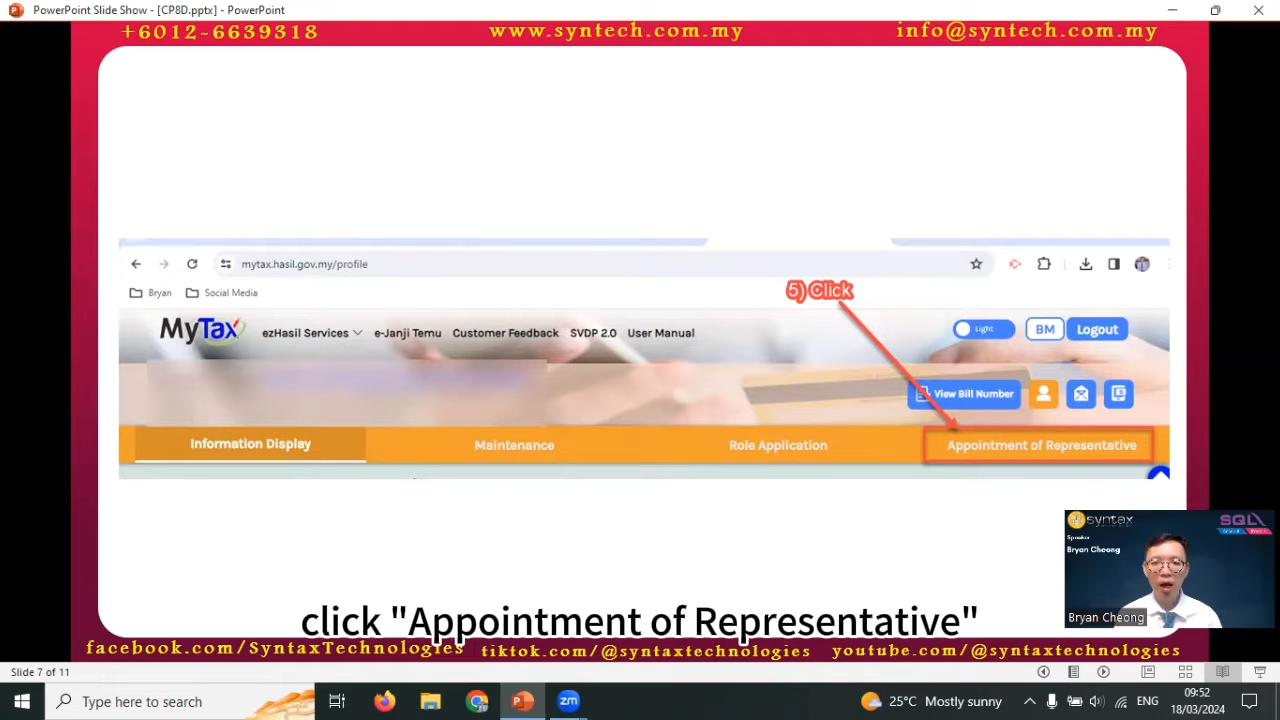 PowerPoint Slide Show - [CP8D.pptx] - PowerPoint
+6012-6639318 www.syntech.com.my info@syntech.com.my
mytax.hasil.gov.my/profile
Bryan Social Media
5) Click
MyTax ezHasil Services e-Janji Temu Customer Feedback SVDP 2.0 User Manual Light BM Logout
View Bill Number
Information Display Maintenance Role Application Appointment of Representative
syntax SQL
Speaker
Bryan Cheong
Bryan Cheong
click "Appointment of Representative"
facebook.com/SyntaxTechnologies tiktok.com/@syntaxtechnologies youtube.com/@syntaxtechnologies
Slide 7 of 11
Type here to search
zm
25°C Mostly sunny
ENG
09:52
18/03/2024